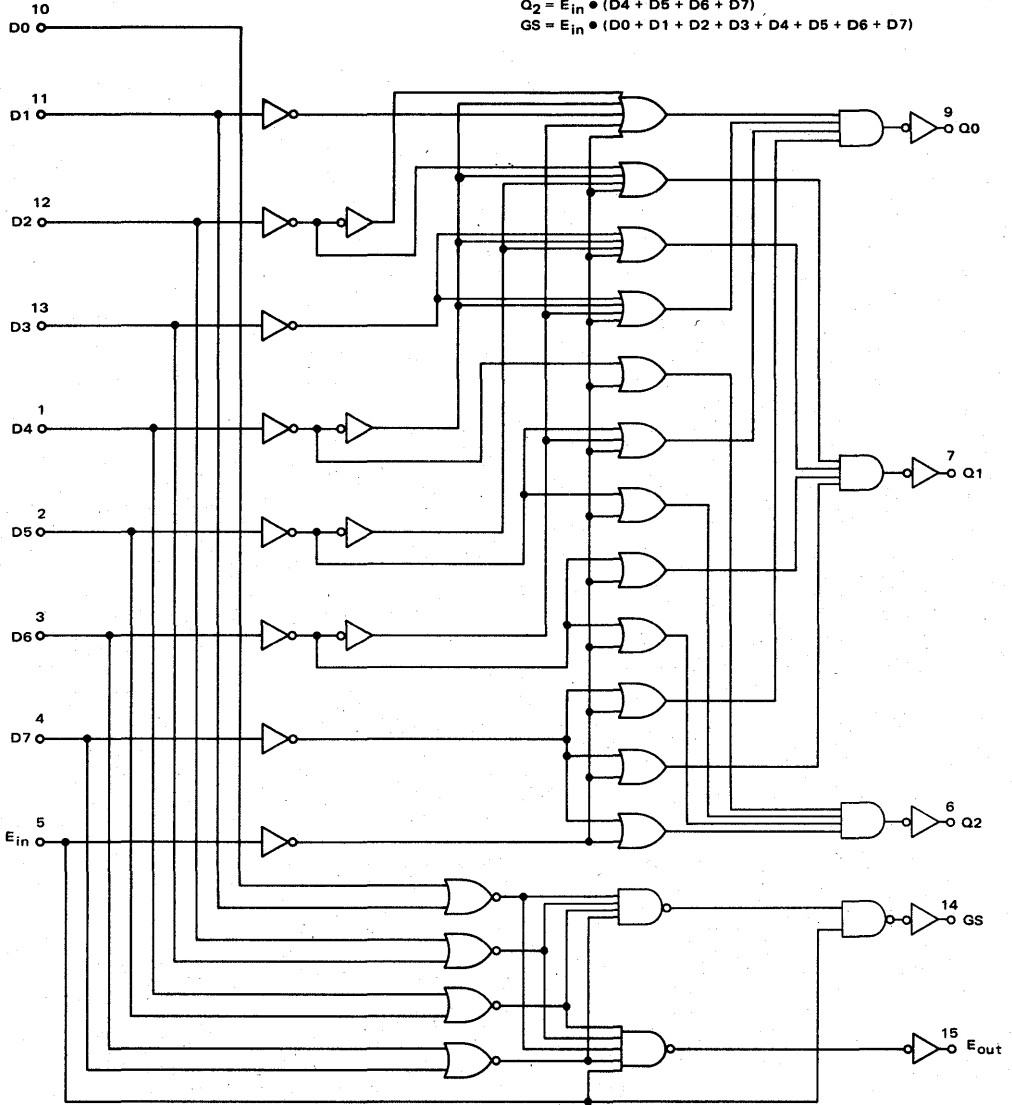 Q2 = Ein • (D4 + D5 + D6 + D7)
GS = Ein • (D0 + D1 + D2 + D3 + D4 + D5 + D6 + D7)
10
D0
11
D1
9
Q0
12
D2
13
D3
1
D4
7
Q1
2
D5
3
D6
4
D7
6
Q2
5
Ein
14
GS
15
Eout